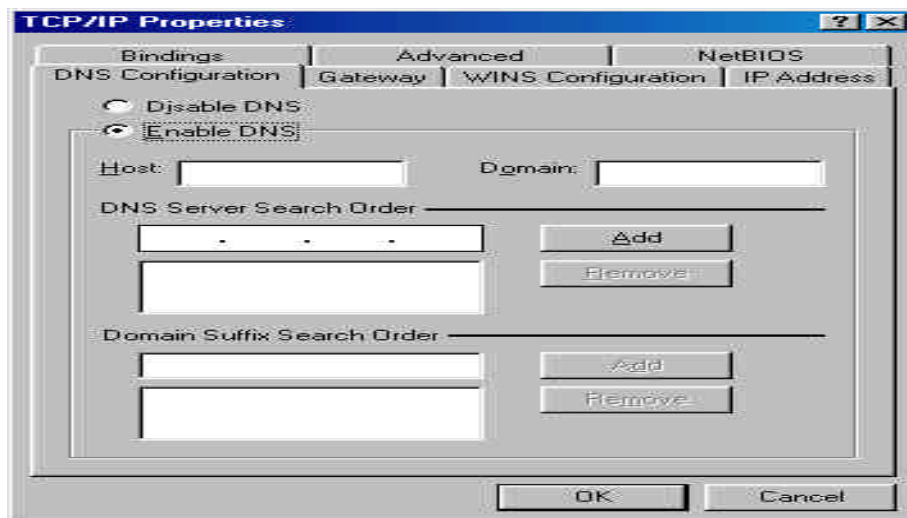 TCP/IP Properties
Bindings Advanced NetBIOS
DNS Configuration Gateway WINS Configuration IP Address
Disable DNS
Enable DNS
Host: Domain:
DNS Server Search Order
. . . Add
Remove
Domain Suffix Search Order
Add
Remove
OK Cancel